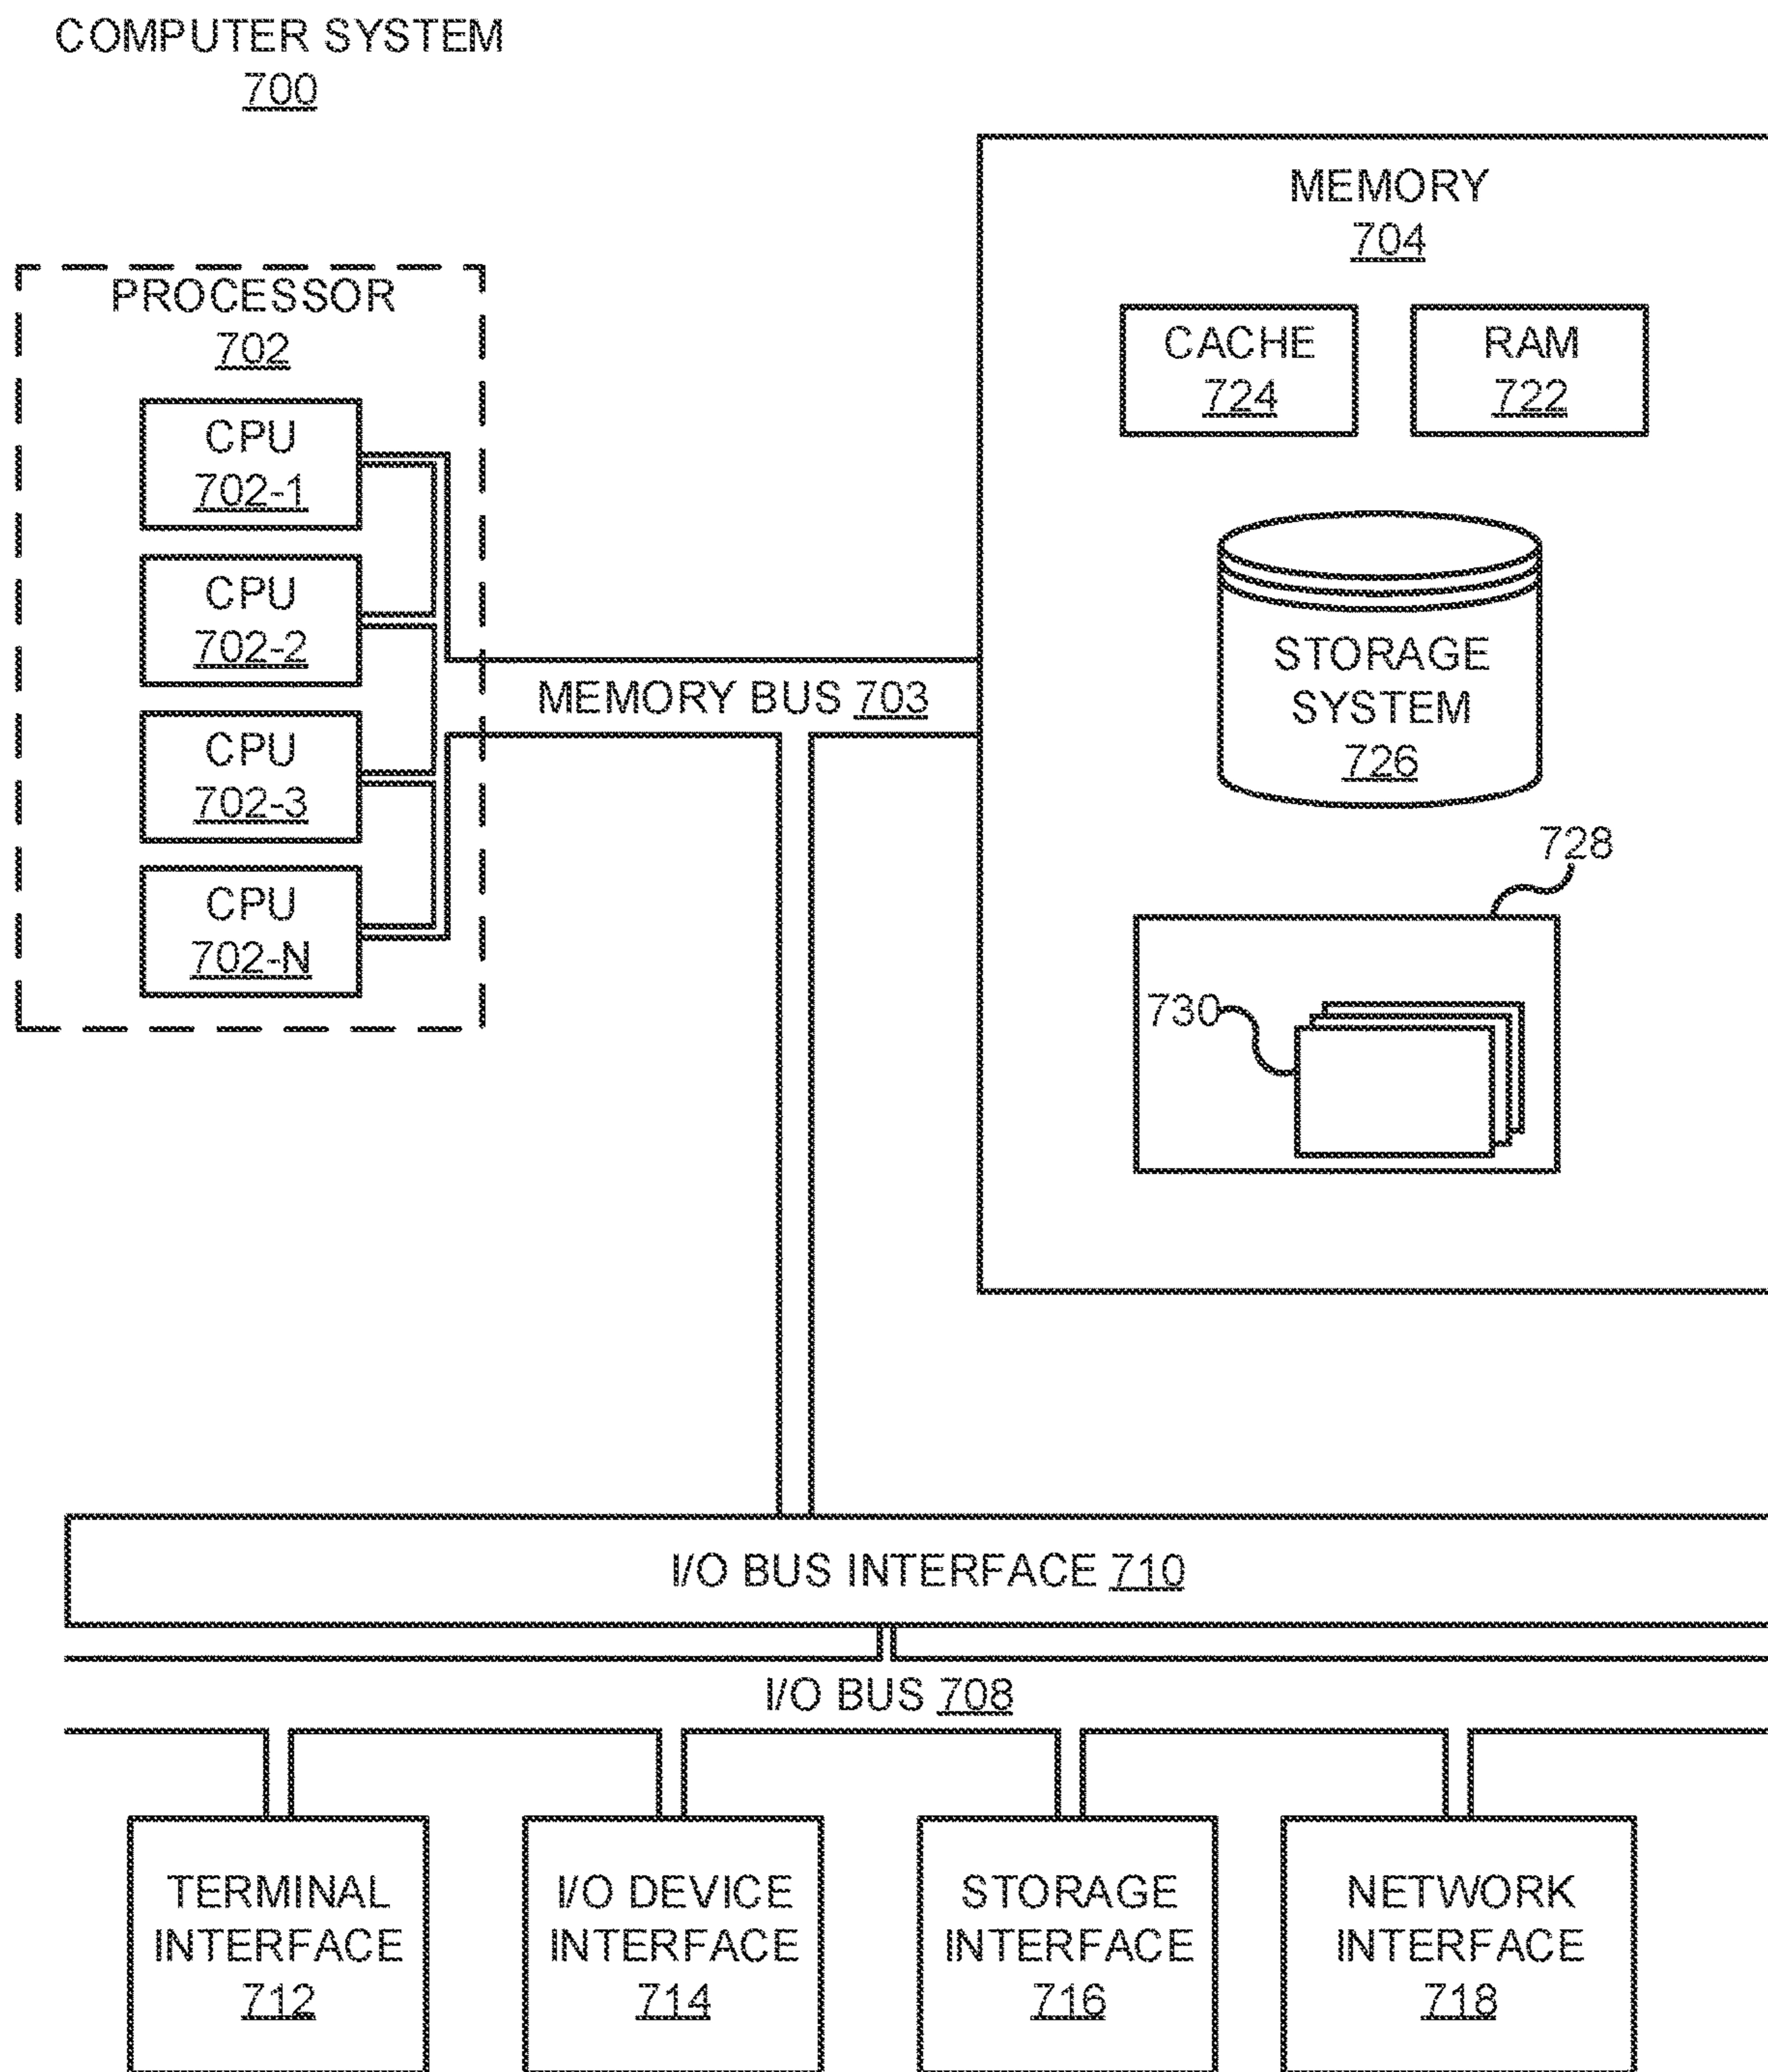 COMPUTER SYSTEM
700
MEMORY
704
PROCESSOR
702
CACHE
724
RAM
722
CPU
702-1
CPU
702-2
CPU
702-3
CPU
702-N
MEMORY BUS 703
STORAGE
SYSTEM
726
728
730
I/O BUS INTERFACE 710
I/O BUS 708
TERMINAL
INTERFACE
712
I/O DEVICE
INTERFACE
714
STORAGE
INTERFACE
716
NETWORK
INTERFACE
718